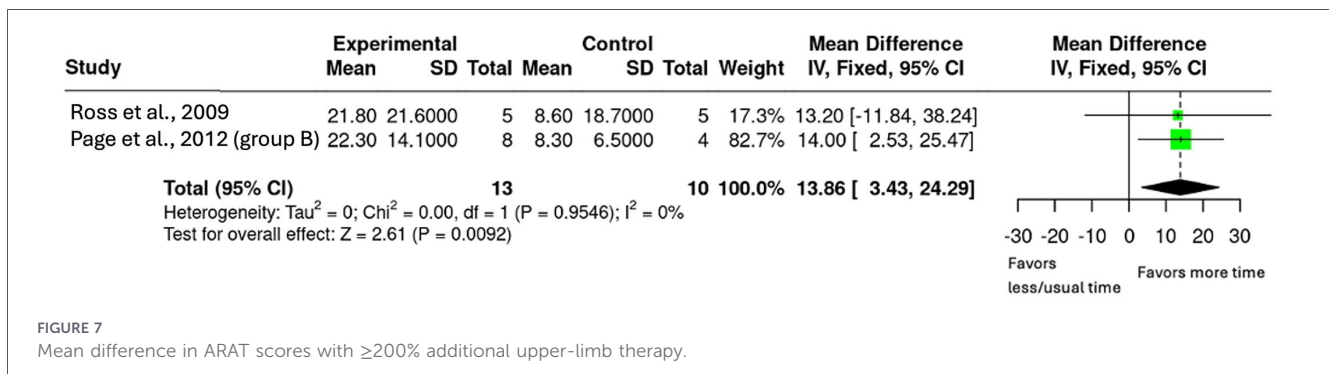 Experimental Control Mean Difference Mean Difference
Study Mean SD Total Mean SD Total Weight IV, Fixed, 95% CI IV, Fixed, 95% CI
Ross et al., 2009 21.80 21.6000 5 8.60 18.7000 5 17.3% 13.20 [-11.84, 38.24]
Page et al., 2012 (group B) 22.30 14.1000 8 8.30 6.5000 4 82.7% 14.00 [ 2.53, 25.47]
Total (95% CI) 13 10 100.0% 13.86 [ 3.43, 24.29]
Heterogeneity: Tau² = 0; Chi² = 0.00, df = 1 (P = 0.9546); I² = 0%
Test for overall effect: Z = 2.61 (P = 0.0092)
-30 -20 -10 0 10 20 30
Favors Favors more time
less/usual time
FIGURE 7
Mean difference in ARAT scores with ≥200% additional upper-limb therapy.